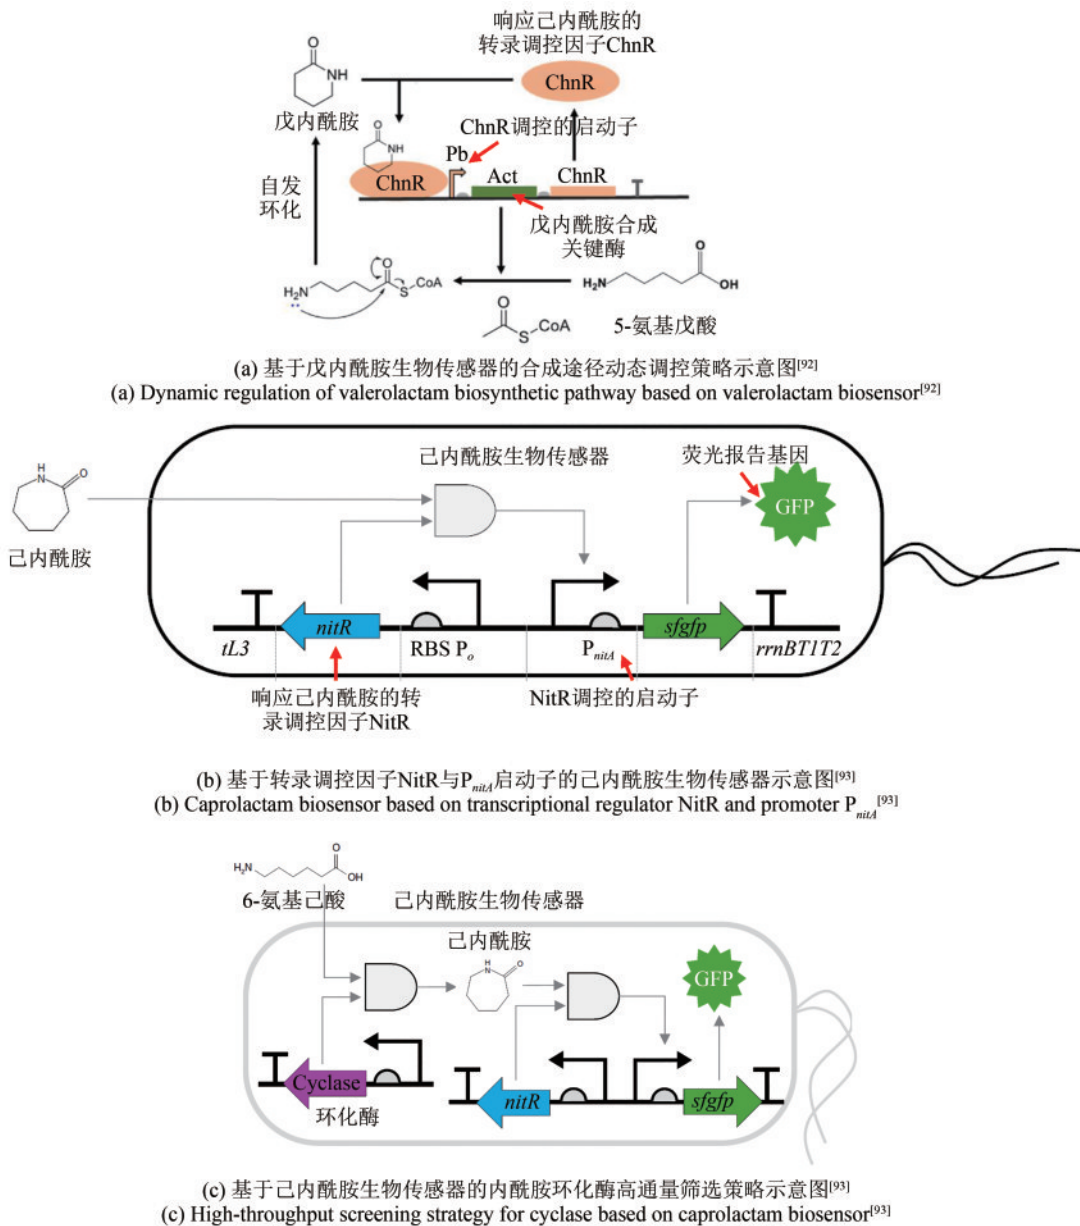 响应己内酰胺的
转录调控因子ChnR
O
NH
ChnR
戊内酰胺
O
NH
ChnR调控的启动子
Pb
ChnR
Act
ChnR
自发
环化
戊内酰胺合成
关键酶
O
H₂N
S
CoA
O
H₂N
OH
O
S
CoA
5-氨基戊酸
(a) 基于戊内酰胺生物传感器的合成途径动态调控策略示意图[92]
(a) Dynamic regulation of valerolactam biosynthetic pathway based on valerolactam biosensor[92]
己内酰胺生物传感器
荧光报告基因
H
N
O
GFP
己内酰胺
nitR
sfgfp
tL3
RBS Po
PnitA
rrnBT1T2
响应己内酰胺的转
录调控因子NitR
NitR调控的启动子
(b) 基于转录调控因子NitR与PnitA启动子的己内酰胺生物传感器示意图[93]
(b) Caprolactam biosensor based on transcriptional regulator NitR and promoter PnitA[93]
O
H₂N
OH
6-氨基己酸
己内酰胺生物传感器
己内酰胺
H
N
O
GFP
Cyclase
nitR
sfgfp
环化酶
(c) 基于己内酰胺生物传感器的内酰胺环化酶高通量筛选策略示意图[93]
(c) High-throughput screening strategy for cyclase based on caprolactam biosensor[93]